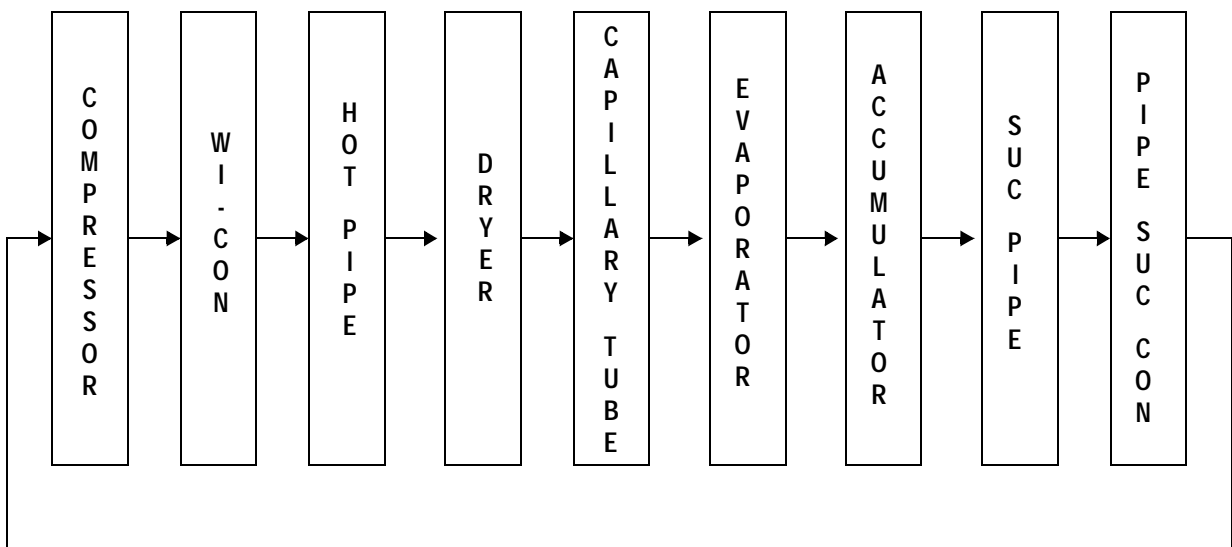 COMPRESSOR
WI-CON
HOT PIPE
DRYER
CAPILLARY TUBE
EVAPORATOR
ACCUMULATOR
SUC PIPE
PIPE SUC CON